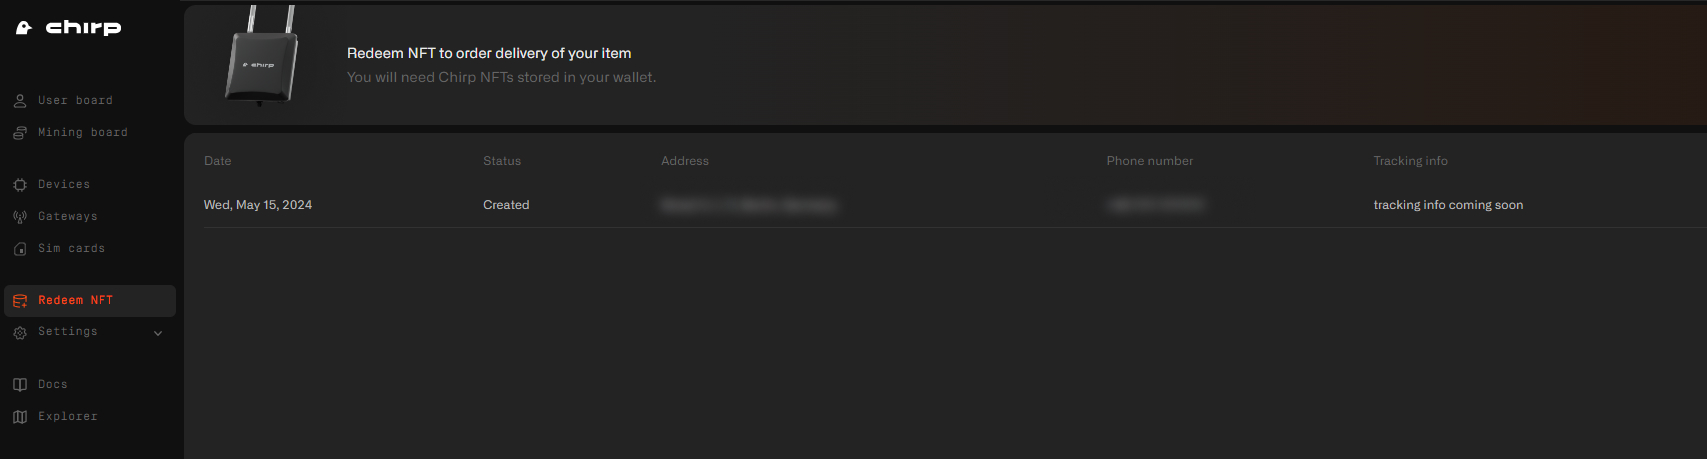 chirp
User board
Mining board
Devices
Gateways
Sim cards
Redeem NFT
Settings
Docs
Explorer
chirp
Redeem NFT to order delivery of your item
You will need Chirp NFTs stored in your wallet.
Date Status Address Phone number Tracking info
Wed, May 15, 2024 Created tracking info coming soon